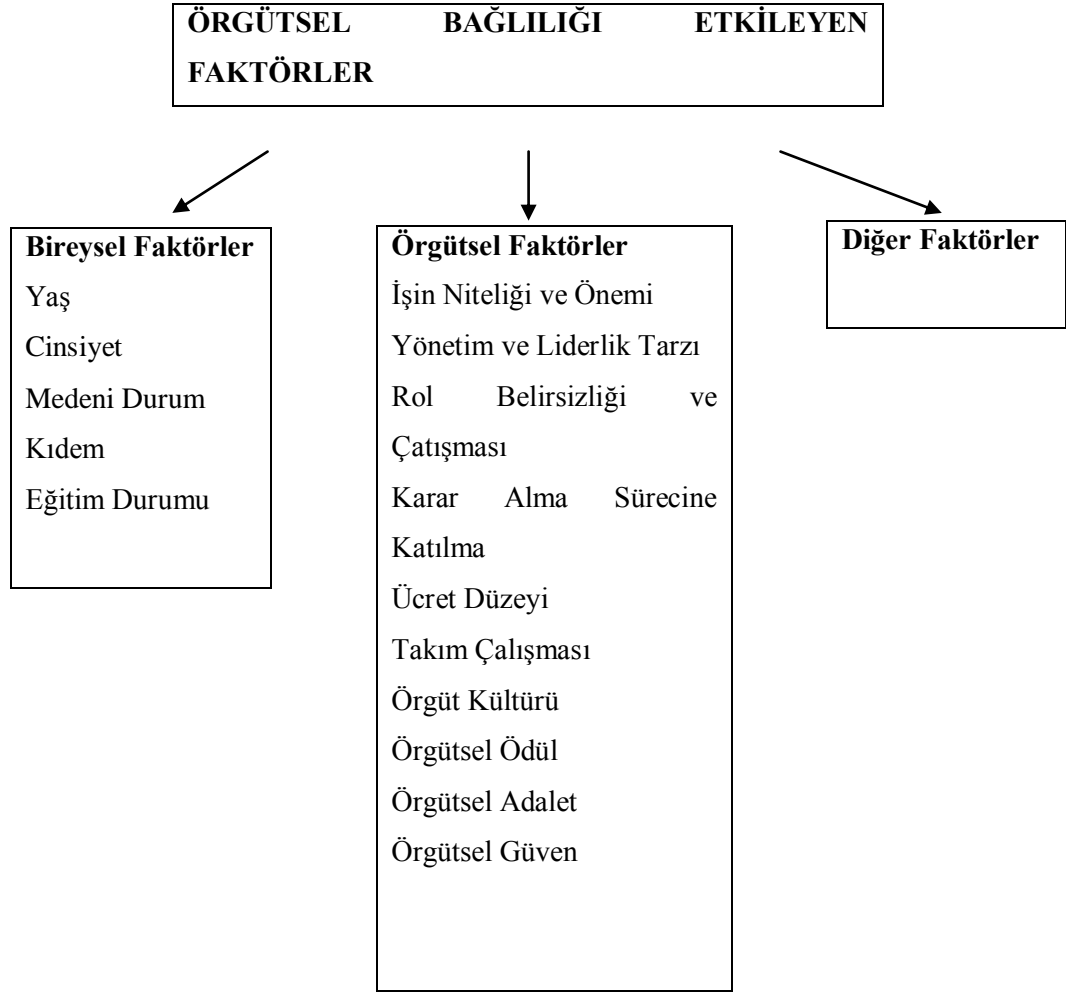 ÖRGÜTSEL BAĞLILIĞI ETKİLEYEN
FAKTÖRLER
Bireysel Faktörler
Yaş
Cinsiyet
Medeni Durum
Kıdem
Eğitim Durumu
Örgütsel Faktörler
İşin Niteliği ve Önemi
Yönetim ve Liderlik Tarzı
Rol Belirsizliği ve
Çatışması
Karar Alma Sürecine
Katılma
Ücret Düzeyi
Takım Çalışması
Örgüt Kültürü
Örgütsel Ödül
Örgütsel Adalet
Örgütsel Güven
Diğer Faktörler